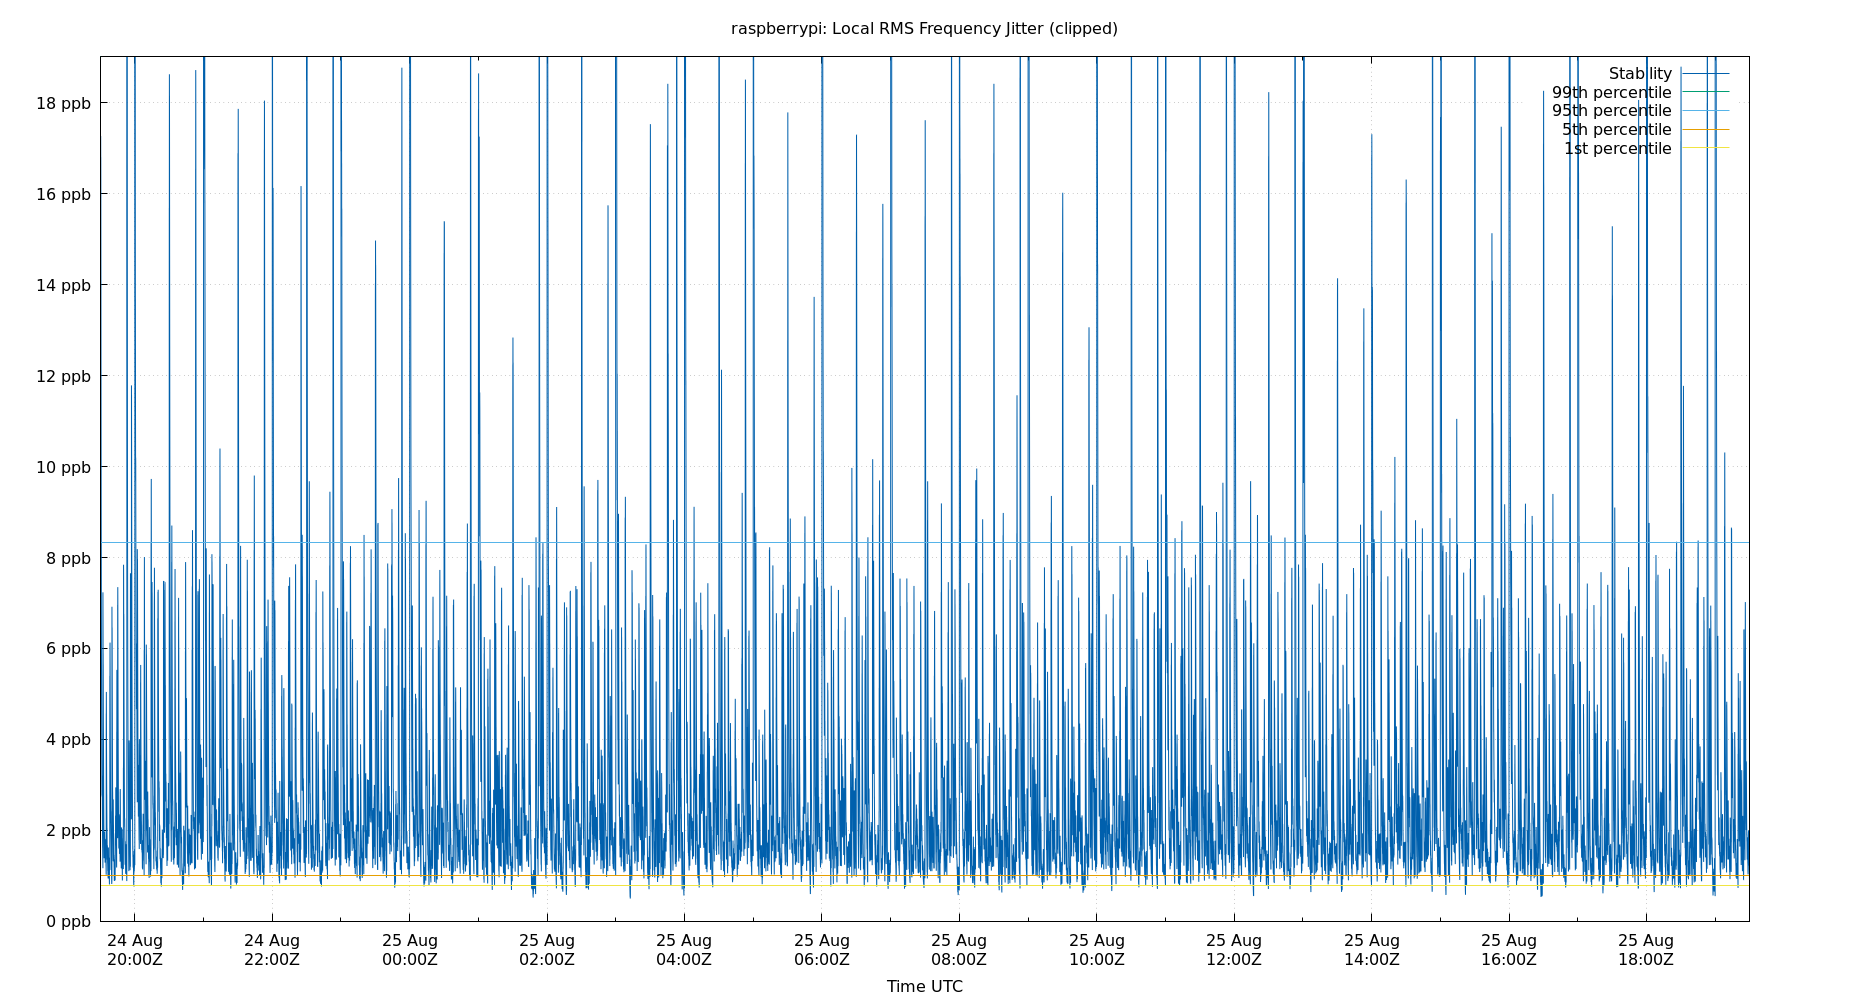 raspberrypi: Local RMS Frequency Jitter (clipped)
Stability
99th percentile
95th percentile
5th percentile
1st percentile
18 ppb
16 ppb
14 ppb
12 ppb
10 ppb
8 ppb
6 ppb
4 ppb
2 ppb
0 ppb
24 Aug 24 Aug 25 Aug 25 Aug 25 Aug 25 Aug 25 Aug 25 Aug 25 Aug 25 Aug 25 Aug 25 Aug
20:00Z 22:00Z 00:00Z 02:00Z 04:00Z 06:00Z 08:00Z 10:00Z 12:00Z 14:00Z 16:00Z 18:00Z
Time UTC